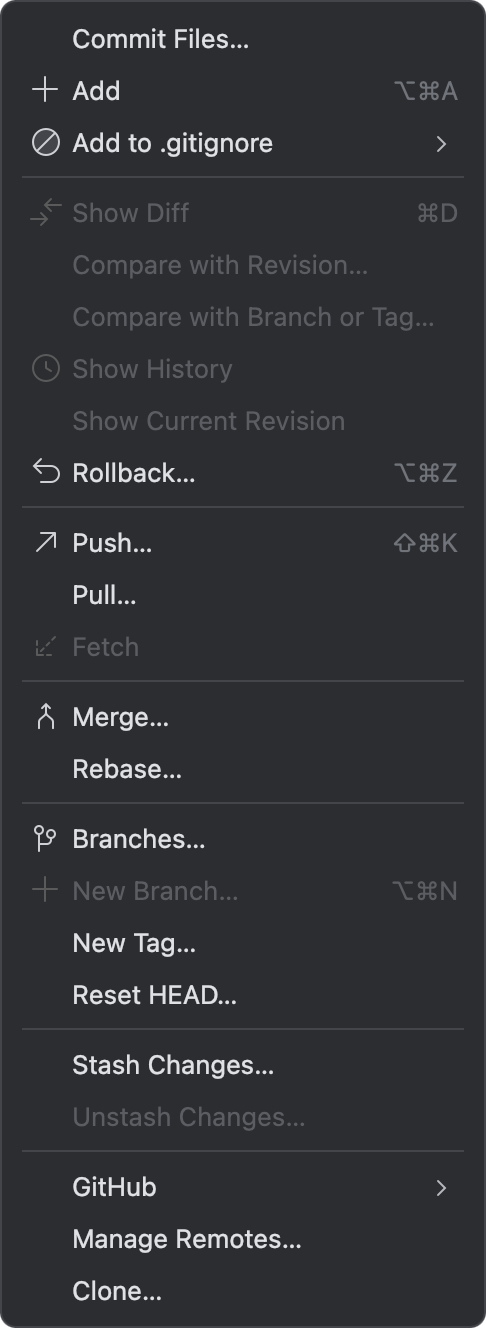 Commit Files...
Add ⌥⌘A
Add to .gitignore
Show Diff ⌘D
Compare with Revision...
Compare with Branch or Tag...
Show History
Show Current Revision
Rollback... ⌥⌘Z
Push... ⇧⌘K
Pull...
Fetch
Merge...
Rebase...
Branches...
New Branch... ⌥⌘N
New Tag...
Reset HEAD...
Stash Changes...
Unstash Changes...
GitHub
Manage Remotes...
Clone...